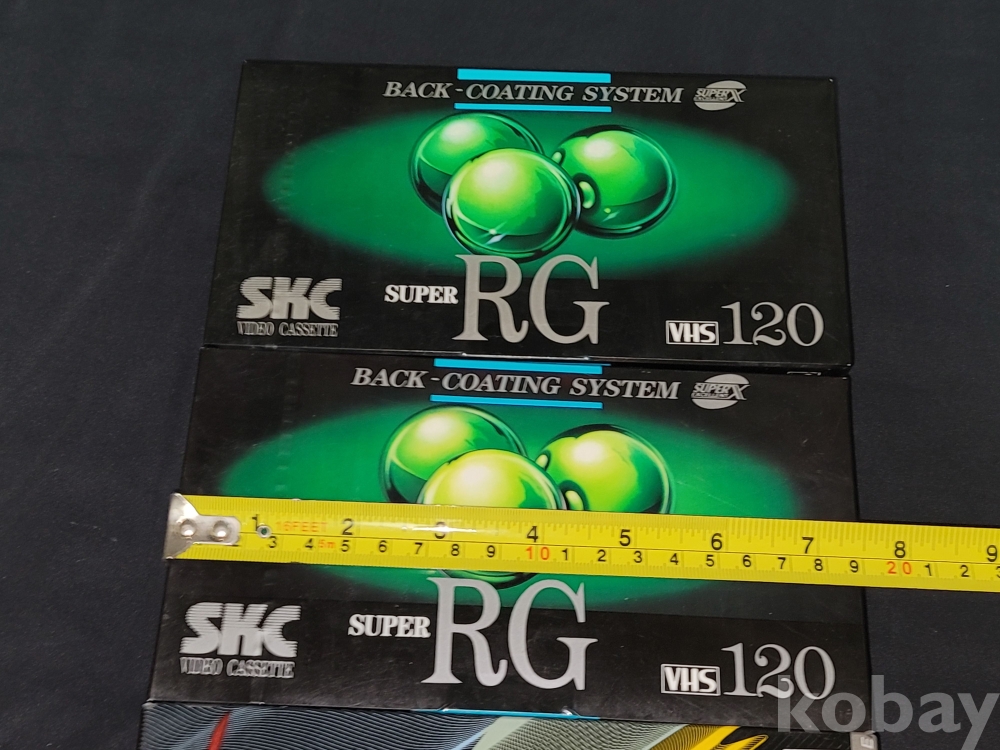 BACK-COATING SYSTEM SUPER X
SUPER RG
SKC
VIDEO CASSETTE
VHS 120
BACK-COATING SYSTEM SUPER X
1 16FEET 2 3 4 5 6 7 8 9
3 4 5m 5 6 7 8 9 10 1 2 3 4 5 6 7 8 9 20 1 2 3
SUPER RG
SKC
VIDEO CASSETTE
VHS 120
kobay